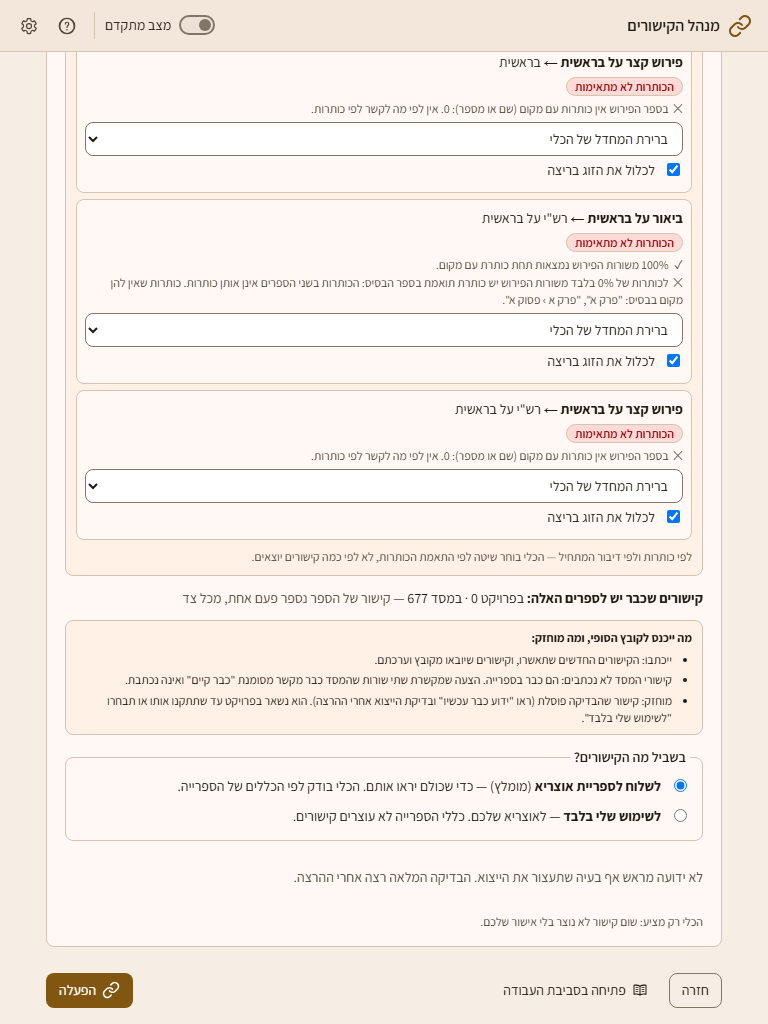 מנהל הקישורים
מצב מתקדם
פירוש קצר על בראשית ← בראשית
הכותרות לא מתאימות
✕ בספר הפירוש אין כותרות עם מקום (שם או מספר): 0. אין לפי מה לקשר לפי כותרות.
ברירת המחדל של הכלי
לכלול את הזוג בריצה
ביאור על בראשית ← רש"י על בראשית
הכותרות לא מתאימות
✓ 100% משורות הפירוש נמצאות תחת כותרת עם מקום.
✕ לכותרות של 0% בלבד משורות הפירוש יש כותרת תואמת בספר הבסיס: הכותרות בשני הספרים אינן אותן כותרות. כותרות שאין להן
מקום בבסיס: "פרק א", "פרק א › פסוק א".
ברירת המחדל של הכלי
לכלול את הזוג בריצה
פירוש קצר על בראשית ← רש"י על בראשית
הכותרות לא מתאימות
✕ בספר הפירוש אין כותרות עם מקום (שם או מספר): 0. אין לפי מה לקשר לפי כותרות.
ברירת המחדל של הכלי
לכלול את הזוג בריצה
לפי כותרות ולפי דיבור המתחיל — הכלי בוחר שיטה לפי התאמת הכותרות, לא לפי כמה קישורים יוצאים.
קישורים שכבר יש לספרים האלה: בפרויקט 0 · במסד 677 — קישור של הספר נספר פעם אחת, מכל צד
מה ייכנס לקובץ הסופי, ומה מוחזק:
• ייכתבו: הקישורים החדשים שתאשרו, וקישורים שיובאו מקובץ וערכתם.
• קישורי המסד לא נכתבים: הם כבר בספרייה. הצעה שמקשרת שתי שורות שהמסד כבר מקשר מסומנת "כבר קיים" ואינה נכתבת.
• מוחזק: קישור שהבדיקה פוסלת (ראו "ידוע כבר עכשיו" ובדיקת הייצוא אחרי ההרצה). הוא נשאר בפרויקט עד שתתקנו אותו או תבחרו
"לשימוש שלי בלבד".
בשביל מה הקישורים?
לשלוח לספריית אוצריא (מומלץ) — כדי שכולם יראו אותם. הכלי בודק לפי הכללים של הספרייה.
לשימוש שלי בלבד — לאוצריא שלכם. כללי הספרייה לא עוצרים קישורים.
לא ידועה מראש אף בעיה שתעצור את הייצוא. הבדיקה המלאה רצה אחרי ההרצה.
הכלי רק מציע: שום קישור לא נוצר בלי אישור שלכם.
חזרה
פתיחה בסביבת העבודה
הפעלה